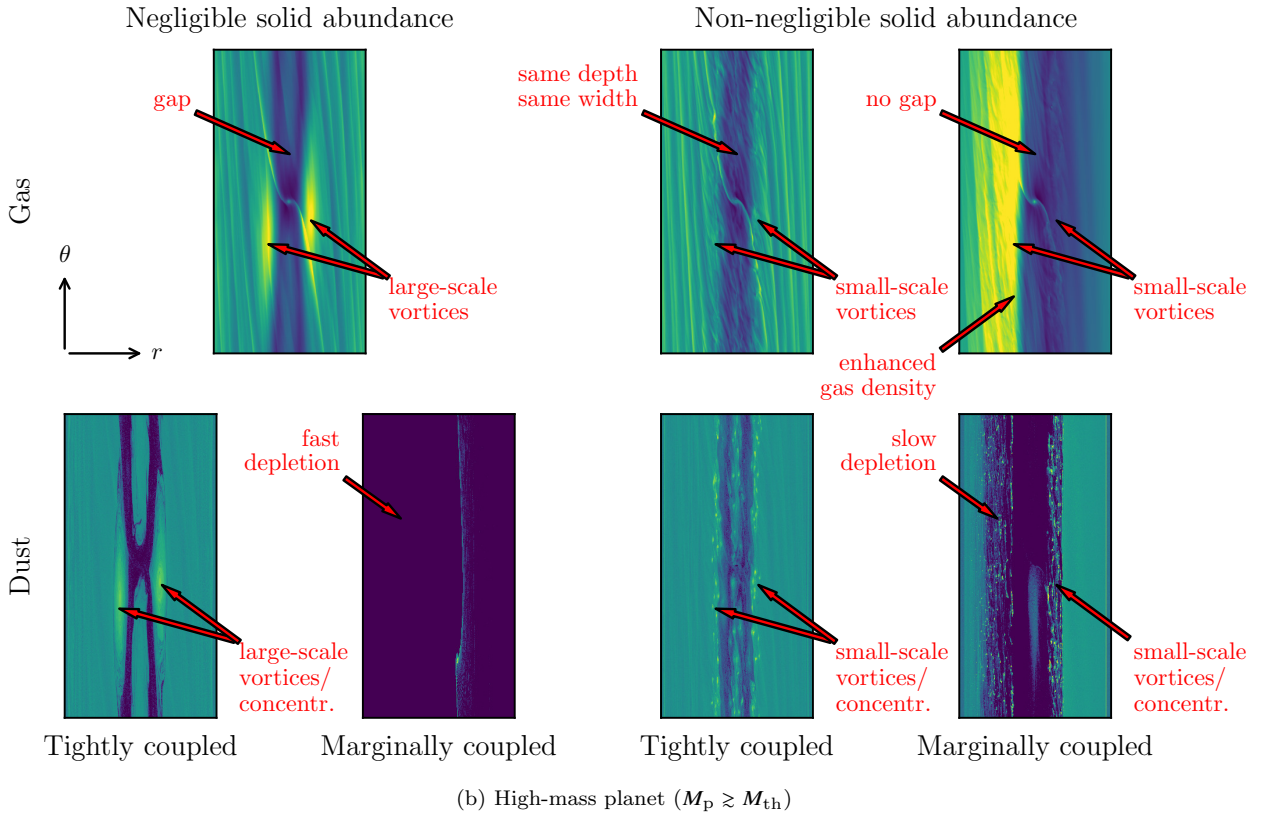 Negligible solid abundance
Non-negligible solid abundance
gap
same depth
same width
no gap
Gas
θ
r
large-scale
vortices
small-scale
vortices
small-scale
vortices
enhanced
gas density
fast
depletion
slow
depletion
Dust
large-scale
vortices/
concentr.
small-scale
vortices/
concentr.
small-scale
vortices/
concentr.
Tightly coupled
Marginally coupled
Tightly coupled
Marginally coupled
(b) High-mass planet (Mp ≳ Mth)